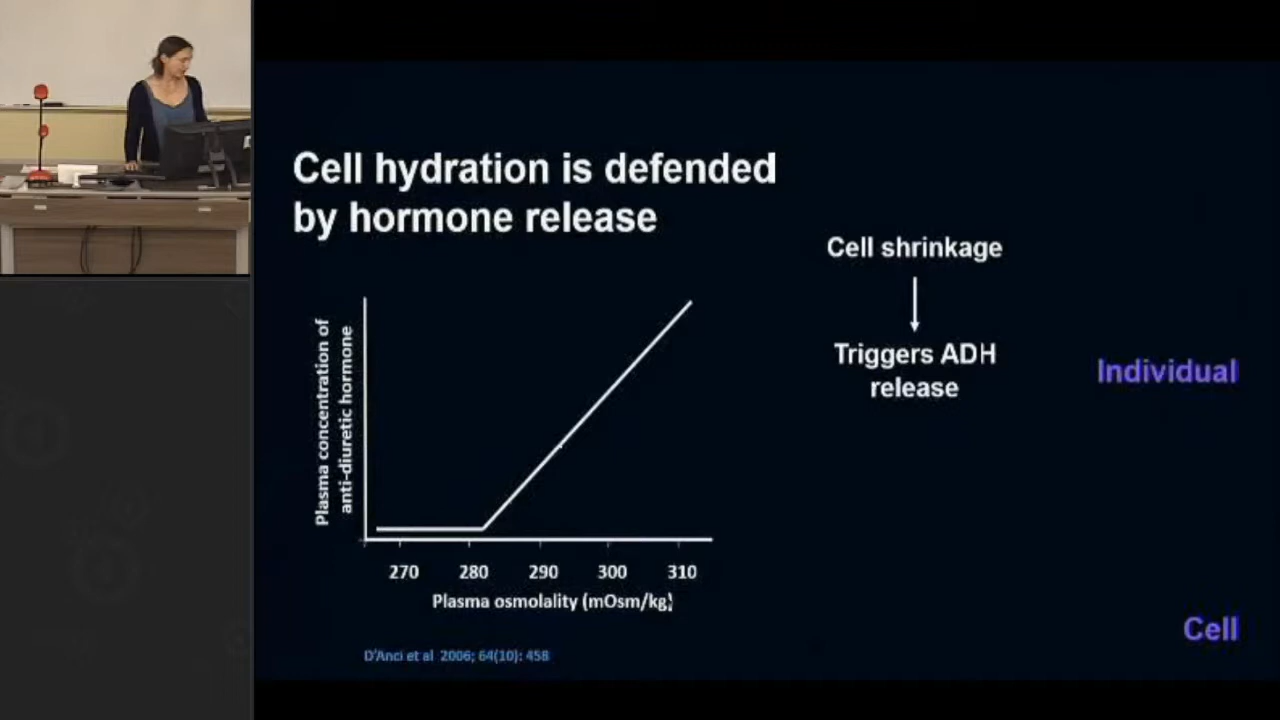 Cell hydration is defended
by hormone release
Cell shrinkage
Triggers ADH
release
Individual
Plasma concentration of
anti-diuretic hormone
270 280 290 300 310
Plasma osmolality (mOsm/kg)
Cell
D'Anci et al 2006; 64(10): 458